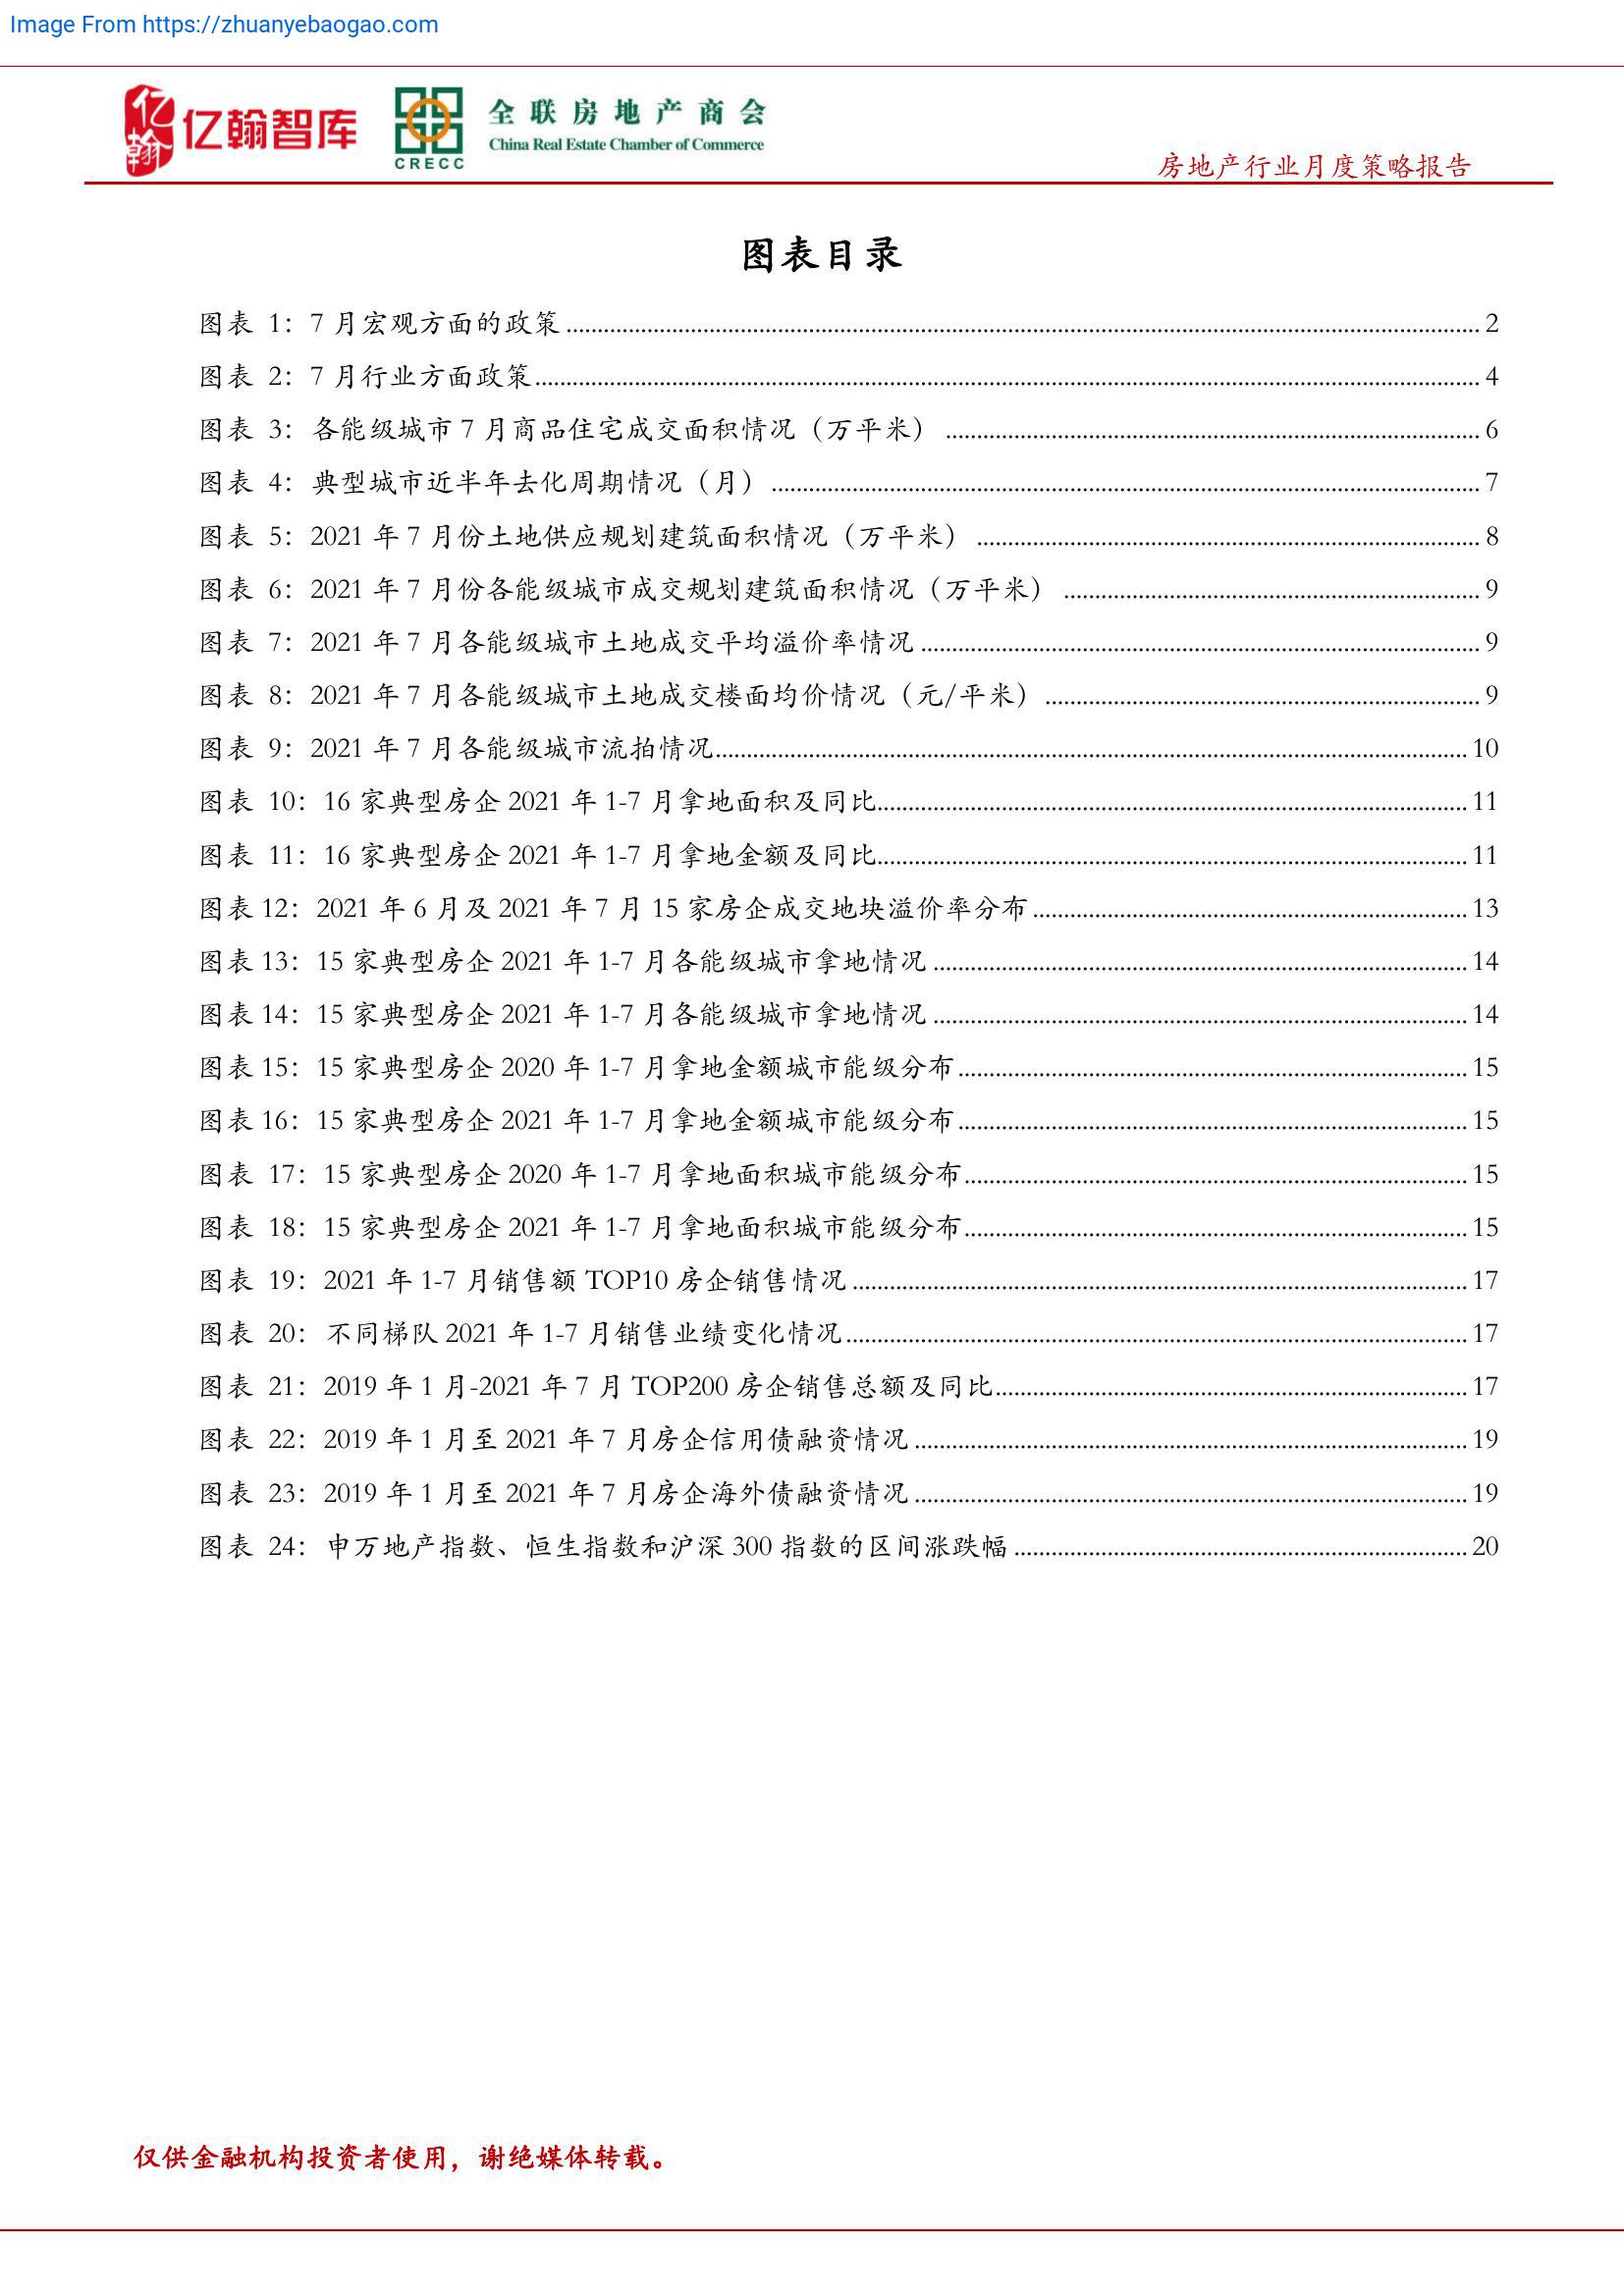 Image From https://zhuanyebaogao.com
亿翰 亿翰智库 CRECC 全联房地产商会
China Real Estate Chamber of Commerce
房地产行业月度策略报告
图表目录
图表 1：7 月宏观方面的政策 2
图表 2：7 月行业方面政策 4
图表 3：各能级城市 7 月商品住宅成交面积情况（万平米） 6
图表 4：典型城市近半年去化周期情况（月） 7
图表 5：2021 年 7 月份土地供应规划建筑面积情况（万平米） 8
图表 6：2021 年 7 月份各能级城市成交规划建筑面积情况（万平米） 9
图表 7：2021 年 7 月各能级城市土地成交平均溢价率情况 9
图表 8：2021 年 7 月各能级城市土地成交楼面均价情况（元/平米） 9
图表 9：2021 年 7 月各能级城市流拍情况 10
图表 10：16 家典型房企 2021 年 1-7 月拿地面积及同比 11
图表 11：16 家典型房企 2021 年 1-7 月拿地金额及同比 11
图表 12：2021 年 6 月及 2021 年 7 月 15 家房企成交地块溢价率分布 13
图表 13：15 家典型房企 2021 年 1-7 月各能级城市拿地情况 14
图表 14：15 家典型房企 2021 年 1-7 月各能级城市拿地情况 14
图表 15：15 家典型房企 2020 年 1-7 月拿地金额城市能级分布 15
图表 16：15 家典型房企 2021 年 1-7 月拿地金额城市能级分布 15
图表 17：15 家典型房企 2020 年 1-7 月拿地面积城市能级分布 15
图表 18：15 家典型房企 2021 年 1-7 月拿地面积城市能级分布 15
图表 19：2021 年 1-7 月销售额 TOP10 房企销售情况 17
图表 20：不同梯队 2021 年 1-7 月销售业绩变化情况 17
图表 21：2019 年 1 月-2021 年 7 月 TOP200 房企销售总额及同比 17
图表 22：2019 年 1 月至 2021 年 7 月房企信用债融资情况 19
图表 23：2019 年 1 月至 2021 年 7 月房企海外债融资情况 19
图表 24：申万地产指数、恒生指数和沪深 300 指数的区间涨跌幅 20
仅供金融机构投资者使用，谢绝媒体转载。